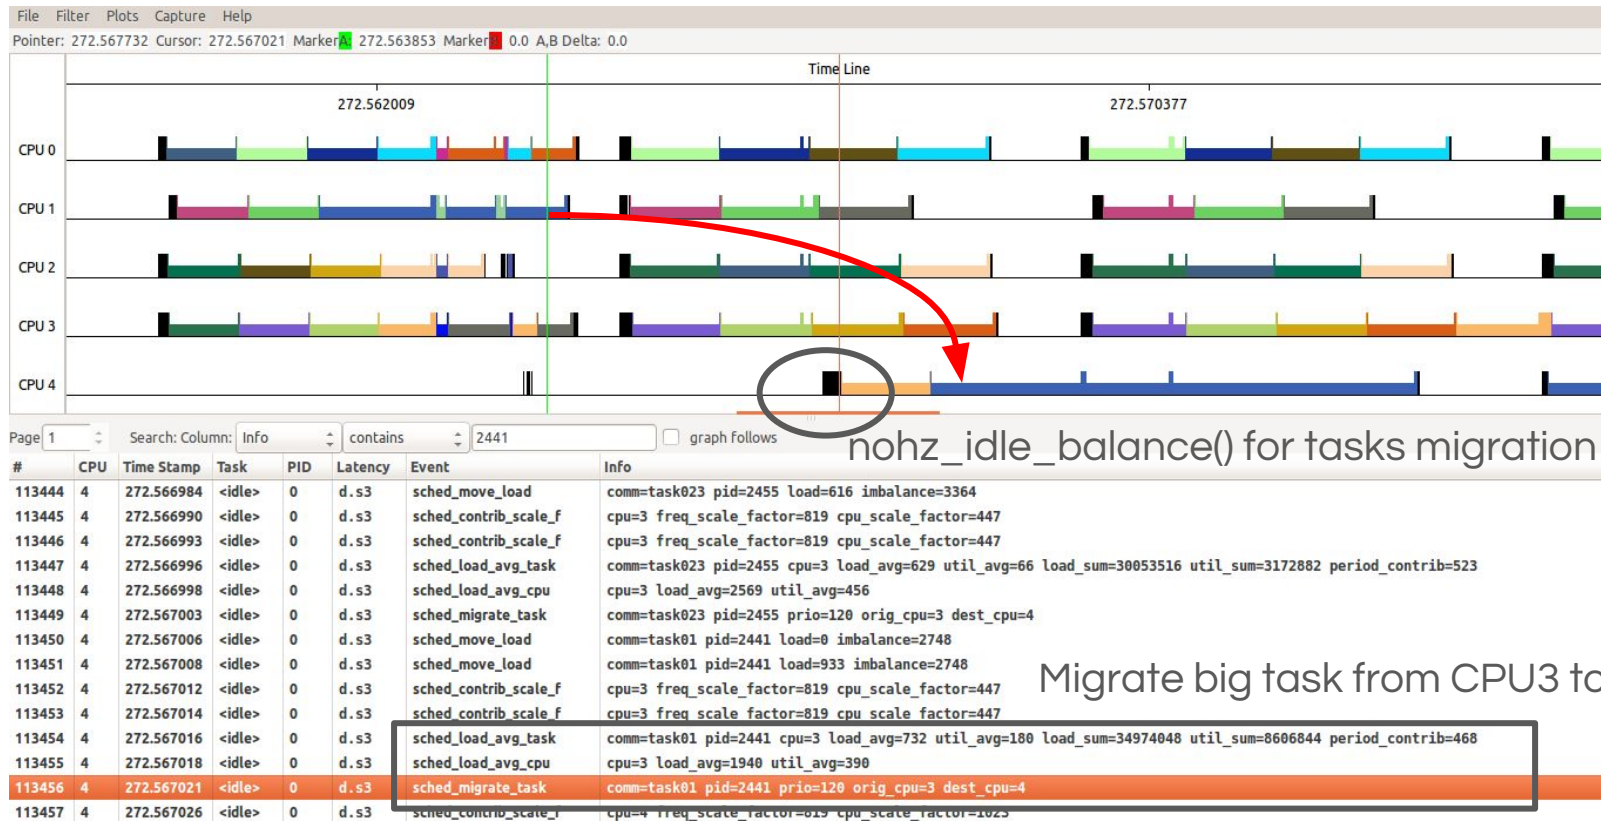 File Filter Plots Capture Help
Pointer: 272.567732 Cursor: 272.567021 Marker A: 272.563853 Marker B: 0.0 A,B Delta: 0.0
Time Line
272.562009 272.570377
CPU 0
CPU 1
CPU 2
CPU 3
CPU 4
Page 1 Search: Column: Info contains 2441 graph follows
nohz_idle_balance() for tasks migration
# CPU Time Stamp Task PID Latency Event Info
113444 4 272.566984 <idle> 0 d.s3 sched_move_load comm=task023 pid=2455 load=616 imbalance=3364
113445 4 272.566990 <idle> 0 d.s3 sched_contrib_scale_f cpu=3 freq_scale_factor=819 cpu_scale_factor=447
113446 4 272.566993 <idle> 0 d.s3 sched_contrib_scale_f cpu=3 freq_scale_factor=819 cpu_scale_factor=447
113447 4 272.566996 <idle> 0 d.s3 sched_load_avg_task comm=task023 pid=2455 cpu=3 load_avg=629 util_avg=66 load_sum=30053516 util_sum=3172882 period_contrib=523
113448 4 272.566998 <idle> 0 d.s3 sched_load_avg_cpu cpu=3 load_avg=2569 util_avg=456
113449 4 272.567003 <idle> 0 d.s3 sched_migrate_task comm=task023 pid=2455 prio=120 orig_cpu=3 dest_cpu=4
113450 4 272.567006 <idle> 0 d.s3 sched_move_load comm=task01 pid=2441 load=0 imbalance=2748
113451 4 272.567008 <idle> 0 d.s3 sched_move_load comm=task01 pid=2441 load=933 imbalance=2748
Migrate big task from CPU3 to
113452 4 272.567012 <idle> 0 d.s3 sched_contrib_scale_f cpu=3 freq_scale_factor=819 cpu_scale_factor=447
113453 4 272.567014 <idle> 0 d.s3 sched_contrib_scale_f cpu=3 freq_scale_factor=819 cpu_scale_factor=447
113454 4 272.567016 <idle> 0 d.s3 sched_load_avg_task comm=task01 pid=2441 cpu=3 load_avg=732 util_avg=180 load_sum=34974048 util_sum=8606844 period_contrib=468
113455 4 272.567018 <idle> 0 d.s3 sched_load_avg_cpu cpu=3 load_avg=1940 util_avg=390
113456 4 272.567021 <idle> 0 d.s3 sched_migrate_task comm=task01 pid=2441 prio=120 orig_cpu=3 dest_cpu=4
113457 4 272.567026 <idle> 0 d.s3 sched_contrib_scale_f cpu=4 freq_scale_factor=819 cpu_scale_factor=1023